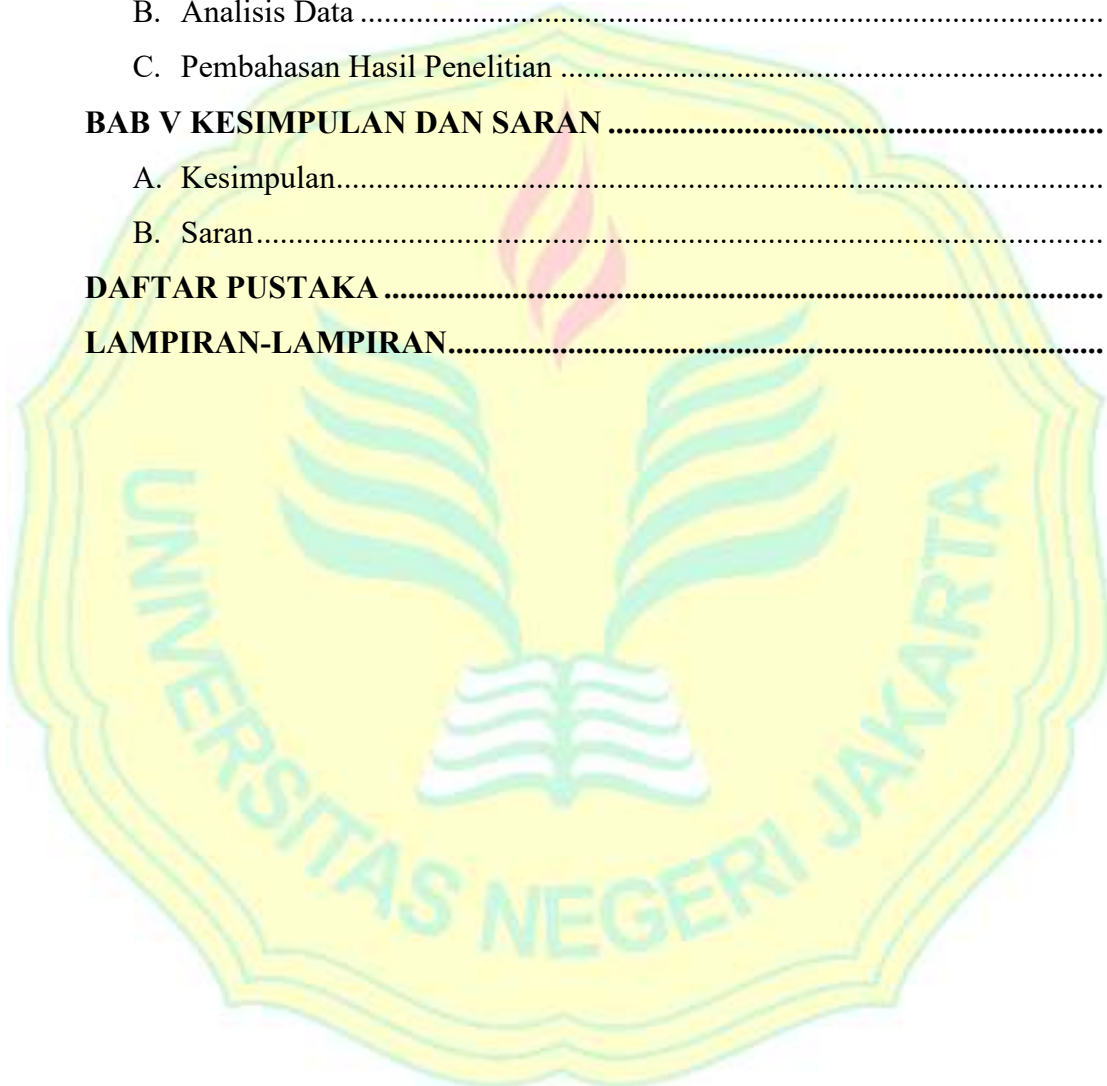 B. Analisis Data ........................................................................................
C. Pembahasan Hasil Penelitian ................................................................
BAB V KESIMPULAN DAN SARAN ..............................................................
A. Kesimpulan...........................................................................................
B. Saran.....................................................................................................
DAFTAR PUSTAKA ........................................................................................
LAMPIRAN-LAMPIRAN.................................................................................
UNIVERSITAS NEGERI JAKARTA